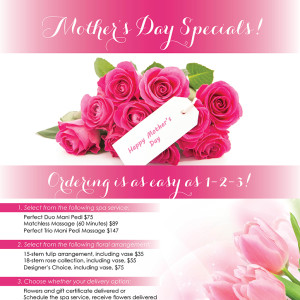 Mother's Day Specials!
Happy Mother's
Day
Ordering is as easy as 1-2-3!
1. Select from the following spa service:
Perfect Duo Mani Pedi $75
Matchless Massage (60 Minutes) $89
Perfect Trio Mani Pedi Massage $147
2. Select from the following floral arrangement:
15-stem tulip arrangement, including vase $35
12-stem rose collection, including vase, $55
Designer's Choice, including vase, $75
3. Choose whether your delivery option:
Flowers and gift certificate delivered or
Schedule the spa service, receive flowers delivered